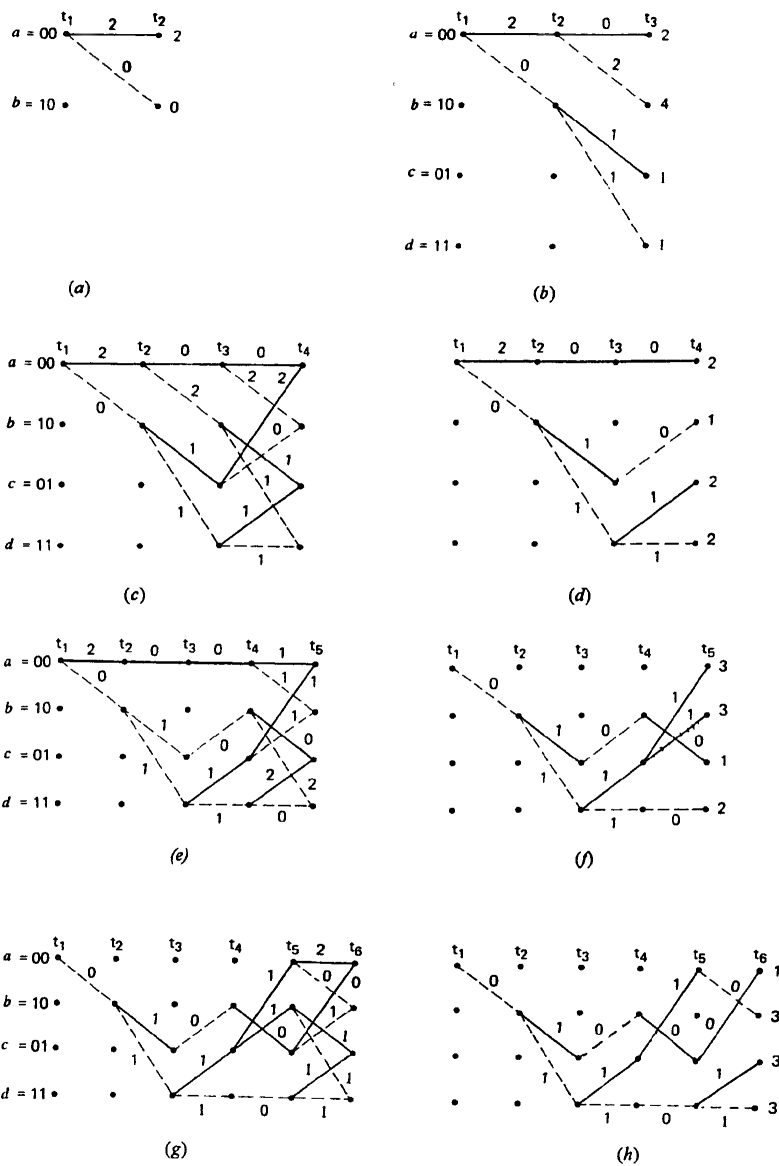 t1 t2
a = 00 2 2
0
b = 10 0
(a)
t1 t2 t3
a = 00 2 0 2
0 2
b = 10 4
1
c = 01 1 1
d = 11 1
(b)
t1 t2 t3 t4
a = 00 2 0 0
2 2
0 2
b = 10 0
1 1
c = 01 1
1 1
d = 11
1
(c)
t1 t2 t3 t4
2 0 0 2
0 0 1
1
1 2
1
1 2
(d)
t1 t2 t3 t4 t5
a = 00 2 0 0 1
0 1 1
b = 10 1
1 0
c = 01 0
1 1 2 2
d = 11
1 0
(e)
t1 t2 t3 t4 t5
3
0 1
3
1 0 1
0
1 1 1
2
1 0
(f)
t1 t2 t3 t4 t5 t6
a = 00 2
0 1 0 0
b = 10
1 0 1 1
0
c = 01 1
1 1 1 1
d = 11
1 0 1
(g)
t1 t2 t3 t4 t5 t6
1
0 1 0
3
1 0 0 0
3
1 1 1
3
1 0 1
(h)